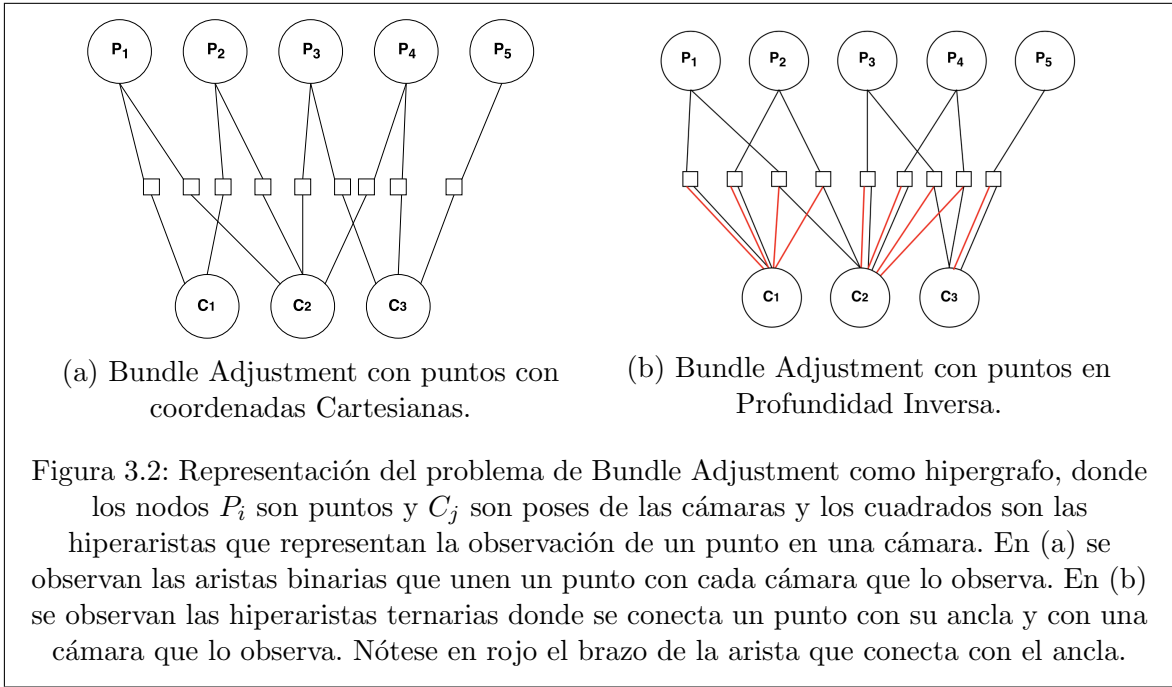 P1 P2 P3 P4 P5
C1 C2 C3
(a) Bundle Adjustment con puntos con
coordenadas Cartesianas.
P1 P2 P3 P4 P5
C1 C2 C3
(b) Bundle Adjustment con puntos en
Profundidad Inversa.
Figura 3.2: Representación del problema de Bundle Adjustment como hipergrafo, donde
los nodos Pi son puntos y Cj son poses de las cámaras y los cuadrados son las
hiperaristas que representan la observación de un punto en una cámara. En (a) se
observan las aristas binarias que unen un punto con cada cámara que lo observa. En (b)
se observan las hiperaristas ternarias donde se conecta un punto con su ancla y con una
cámara que lo observa. Nótese en rojo el brazo de la arista que conecta con el ancla.